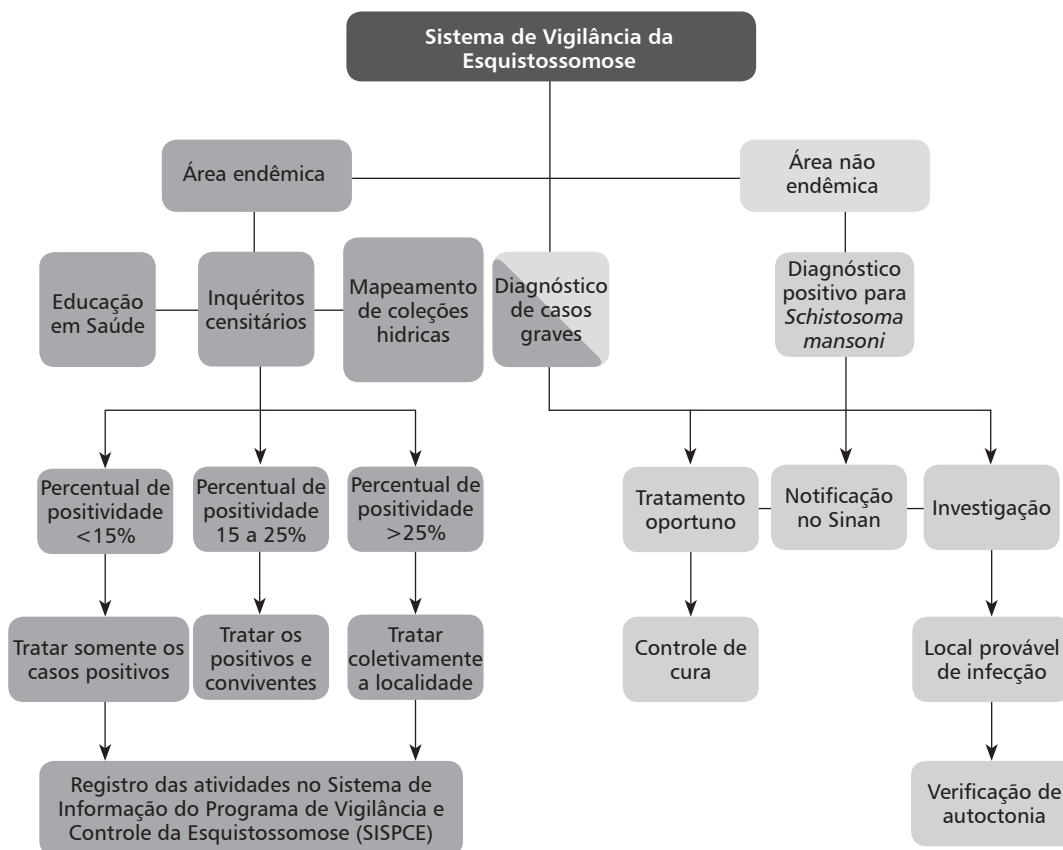 Sistema de Vigilância da
Esquistossomose
Área endêmica
Área não
endêmica
Educação
em Saúde
Inquéritos
censitários
Mapeamento
de coleções
hídricas
Diagnóstico
de casos
graves
Diagnóstico
positivo para
Schistosoma
mansoni
Percentual de
positividade
<15%
Percentual de
positividade
15 a 25%
Percentual de
positividade
>25%
Tratamento
oportuno
Notificação
no Sinan
Investigação
Tratar somente os
casos positivos
Tratar os
positivos e
conviventes
Tratar
coletivamente
a localidade
Controle de
cura
Local provável
de infecção
Registro das atividades no Sistema de
Informação do Programa de Vigilância e
Controle da Esquistossomose (SISPCE)
Verificação de
autoctonia